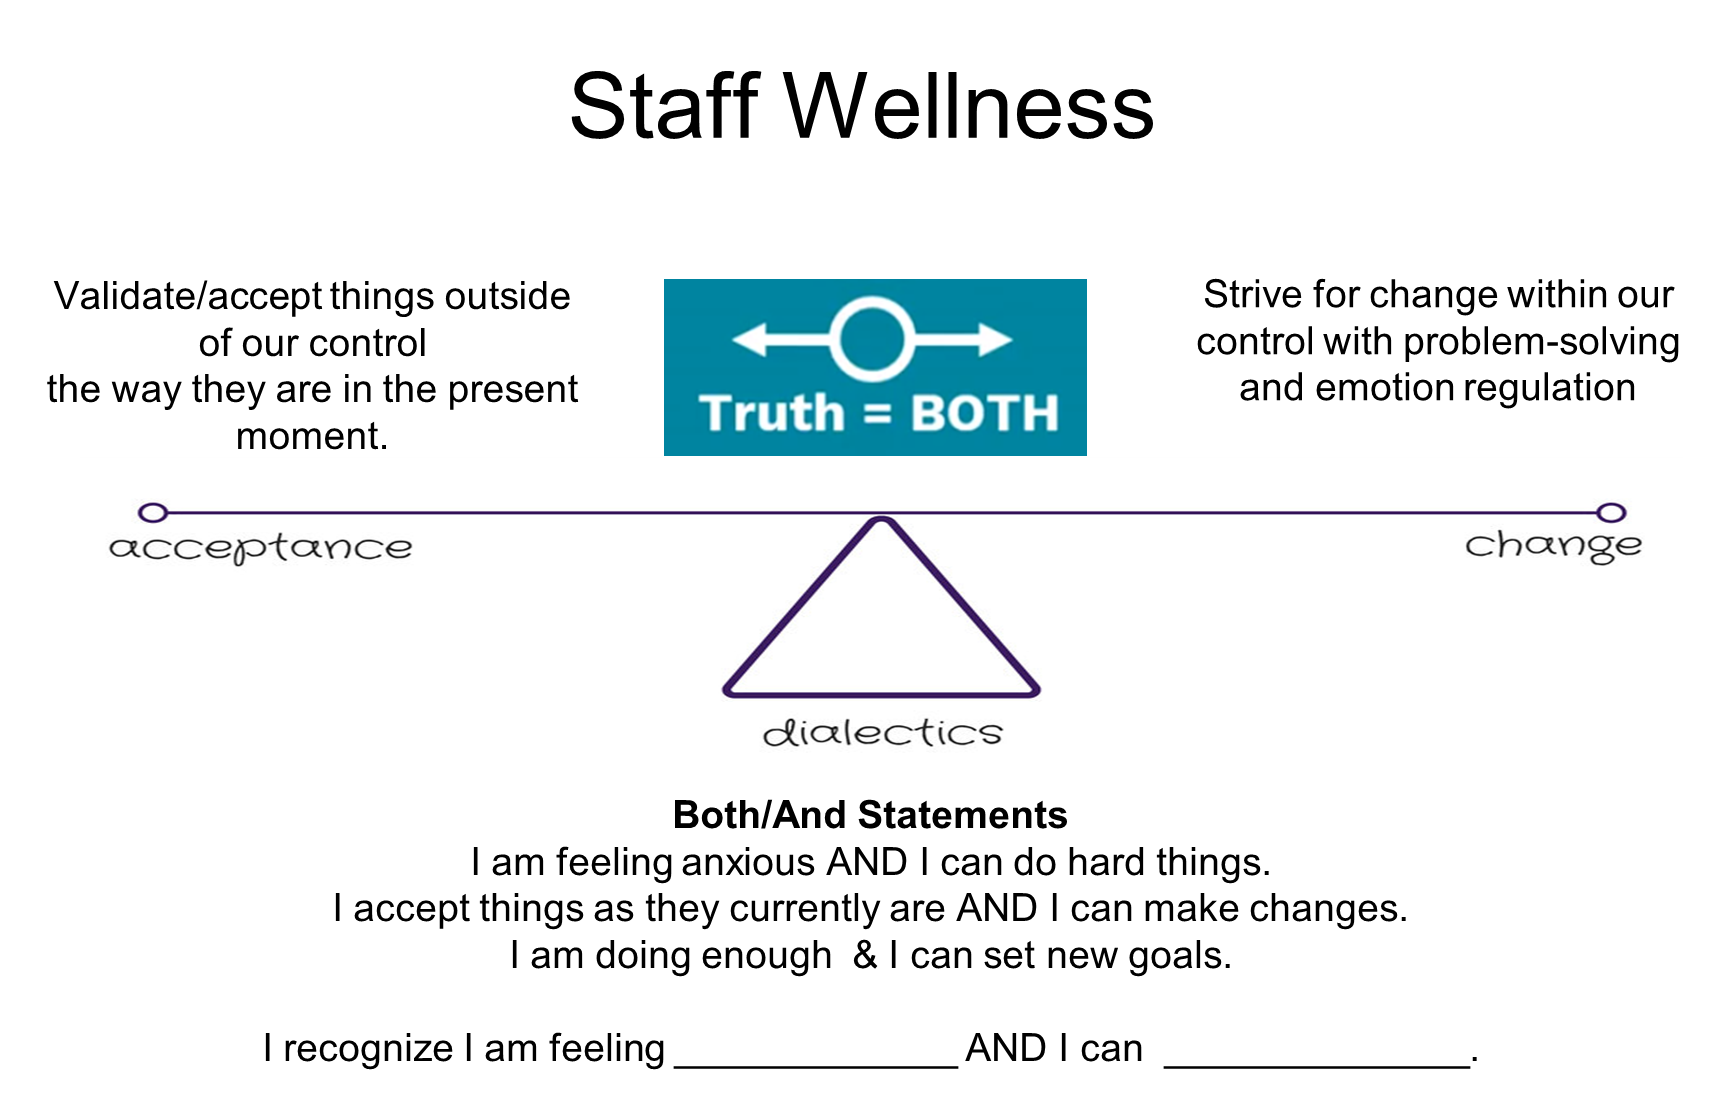 Staff Wellness
Validate/accept things outside
of our control
the way they are in the present
moment.
Truth = BOTH
Strive for change within our
control with problem-solving
and emotion regulation
acceptance
change
dialectics
Both/And Statements
I am feeling anxious AND I can do hard things.
I accept things as they currently are AND I can make changes.
I am doing enough  & I can set new goals.
I recognize I am feeling _____________ AND I can ______________.